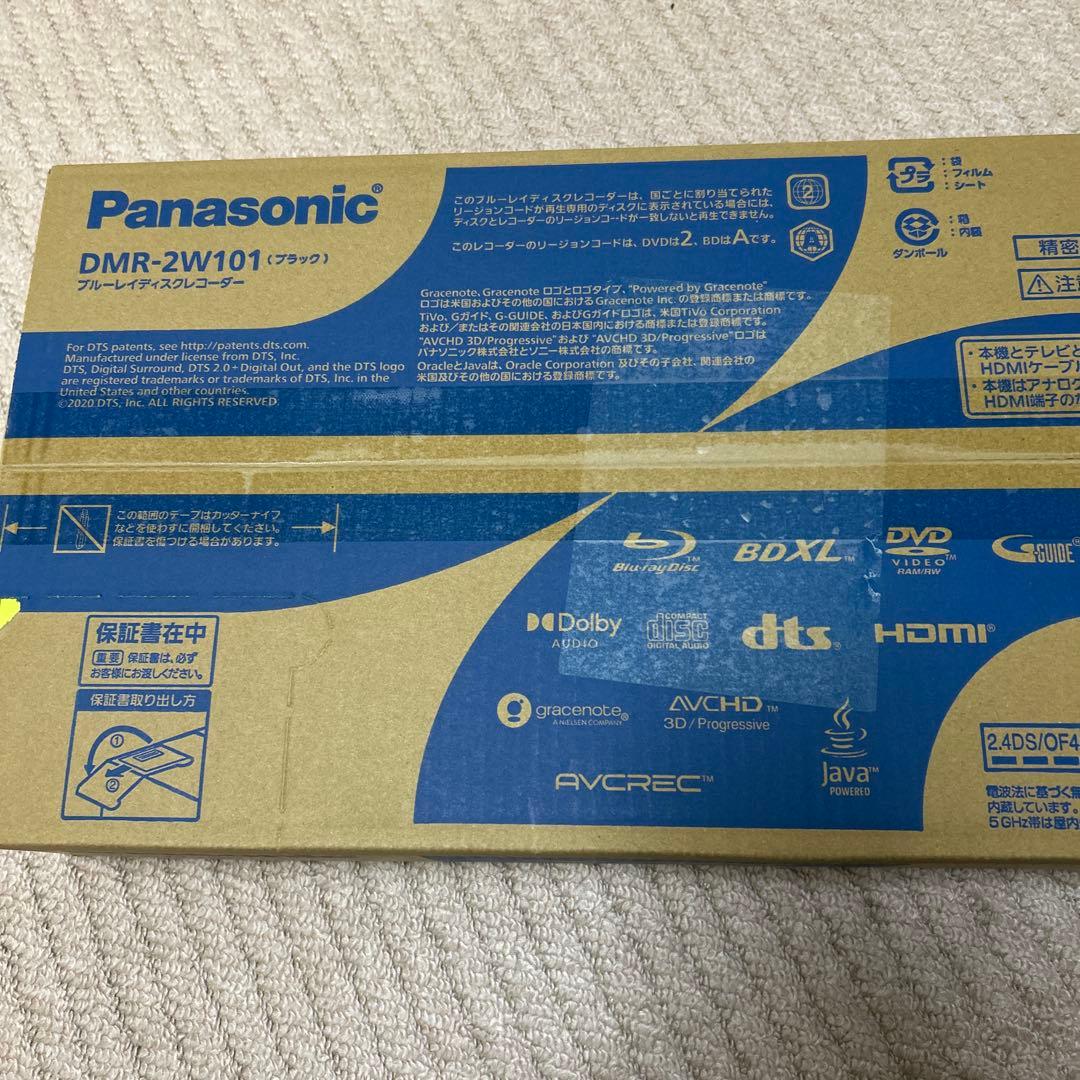 Panasonic®
DMR-2W101(ブラック)
ブルーレイディスクレコーダー
For DTS patents, see http://patents.dts.com.
Manufactured under license from DTS, Inc.
DTS, Digital Surround, DTS 2.0+Digital Out, and the DTS logo
are registered trademarks or trademarks of DTS, Inc. in the
United States and other countries.
©2020 DTS, Inc. ALL RIGHTS RESERVED.
このブルーレイディスクレコーダーは、国ごとに割り当てられた
リージョンコードが再生専用のディスクに表示されている場合には、
ディスクとレコーダーのリージョンコードが一致しないと再生できません。
このレコーダーのリージョンコードは、DVDは2、BDはAです。
2
A
Gracenote、Gracenote ロゴとロゴタイプ、"Powered by Gracenote"
ロゴは米国およびその他の国における Gracenote Inc. の登録商標または商標です。
TiVo、Gガイド、G-GUIDE、およびGガイドロゴは、米国TiVo Corporation
および/またはその関連会社の日本国内における商標または登録商標です。
"AVCHD 3D/Progressive"および "AVCHD 3D/Progressive"ロゴは
パナソニック株式会社とソニー株式会社の商標です。
OracleとJavaは、Oracle Corporation 及びその子会社、関連会社の
米国及びその他の国における登録商標です。
プラ
:袋
:フィルム
:シート
ダンボール
:箱
:内蔵
精密
注意
・本機とテレビと
HDMIケーブル
・本機はアナログ
HDMI端子の
この範囲のテープはカッターナイフ
などを使わずに開梱してください。
保証書を傷つける場合があります。
保証書在中
重要 保証書は、必ず
お客様にお渡しください。
保証書取り出し方
①
②
Blu-ray Disc™
BDXL™
DVD
VIDEO™
RAM/RW
G-GUIDE®
Dolby
AUDIO
COMPACT
disc
DIGITAL AUDIO
dts®
HDMI®
gracenote®
A NIELSEN COMPANY
AVCHD™
3D/Progressive
AVCREC™
Java™
POWERED
2.4DS/OF4
電波法に基づく無
内蔵しています。
5GHz帯は屋内